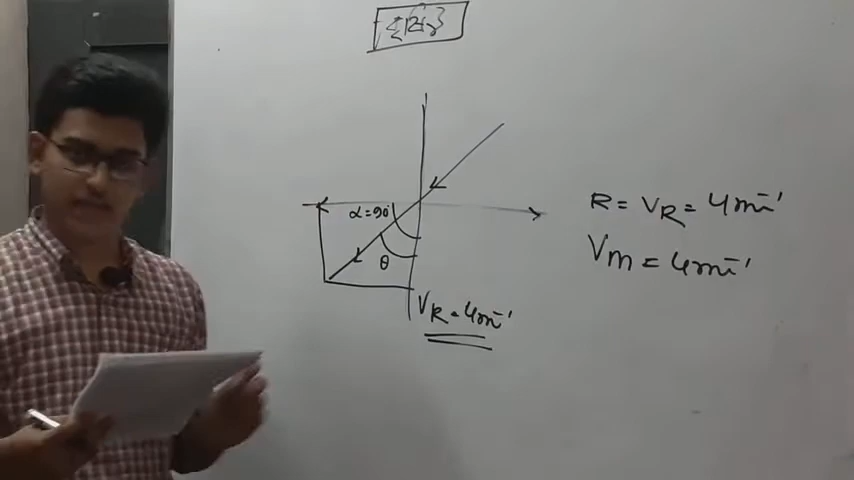 α=90°
θ
V_R = 4ms⁻¹
R = V_R = 4ms⁻¹
V_m = 4ms⁻¹